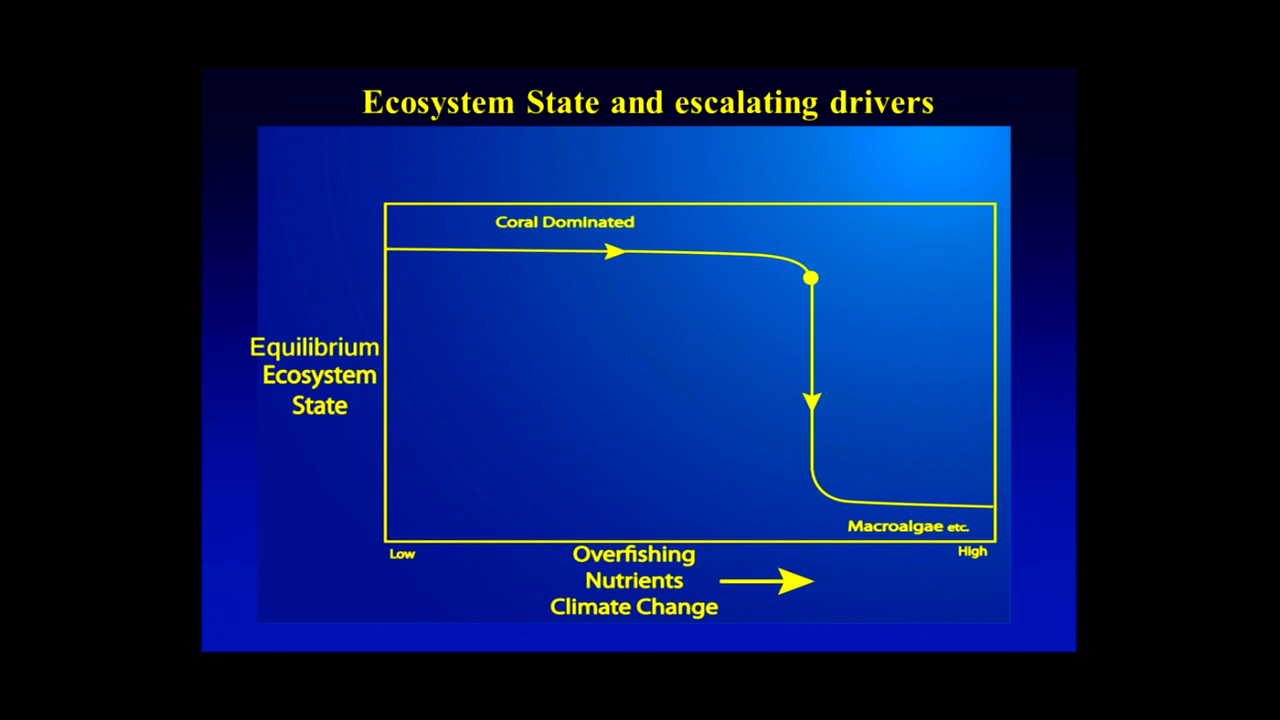 Ecosystem State and escalating drivers
Coral Dominated
Equilibrium
Ecosystem
State
Macroalgae etc.
Low
High
Overfishing
Nutrients
Climate Change